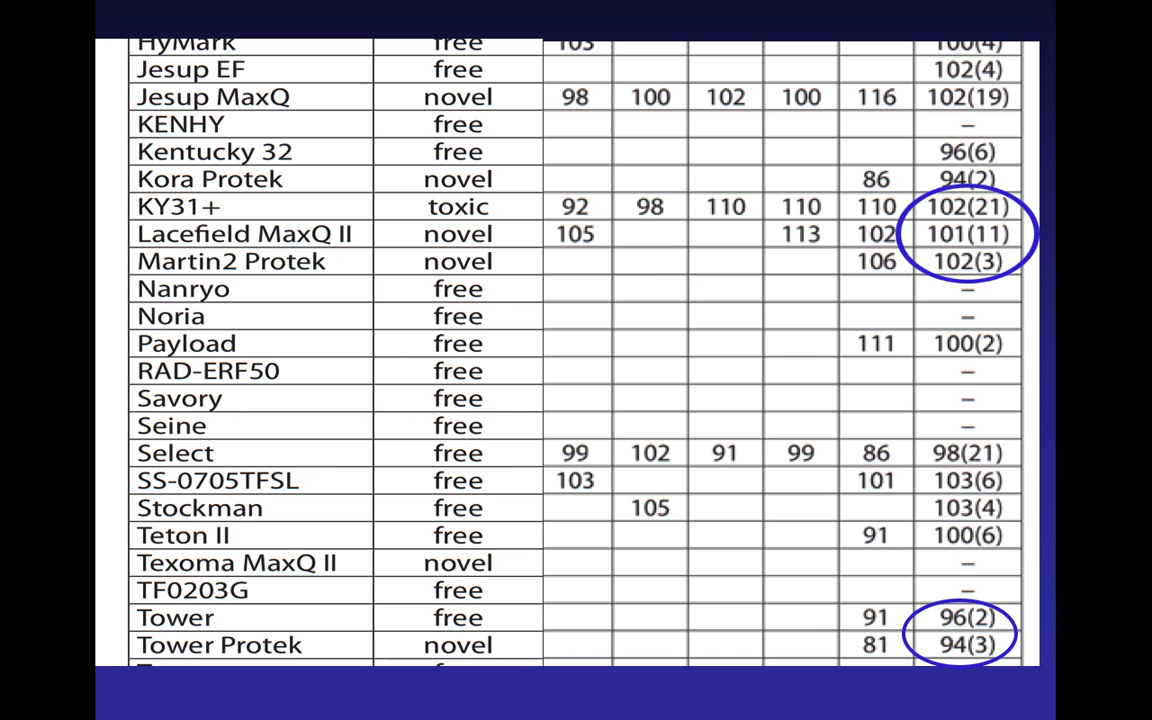 HyMark free 103 100(4)
Jesup EF free 102(4)
Jesup MaxQ novel 98 100 102 100 116 102(19)
KENHY free –
Kentucky 32 free 96(6)
Kora Protek novel 86 94(2)
KY31+ toxic 92 98 110 110 110 102(21)
Lacefield MaxQ II novel 105 113 102 101(11)
Martin2 Protek novel 106 102(3)
Nanryo free –
Noria free –
Payload free 111 100(2)
RAD-ERF50 free –
Savory free –
Seine free –
Select free 99 102 91 99 86 98(21)
SS-0705TFSL free 103 101 103(6)
Stockman free 105 103(4)
Teton II free 91 100(6)
Texoma MaxQ II novel –
TF0203G free –
Tower free 91 96(2)
Tower Protek novel 81 94(3)